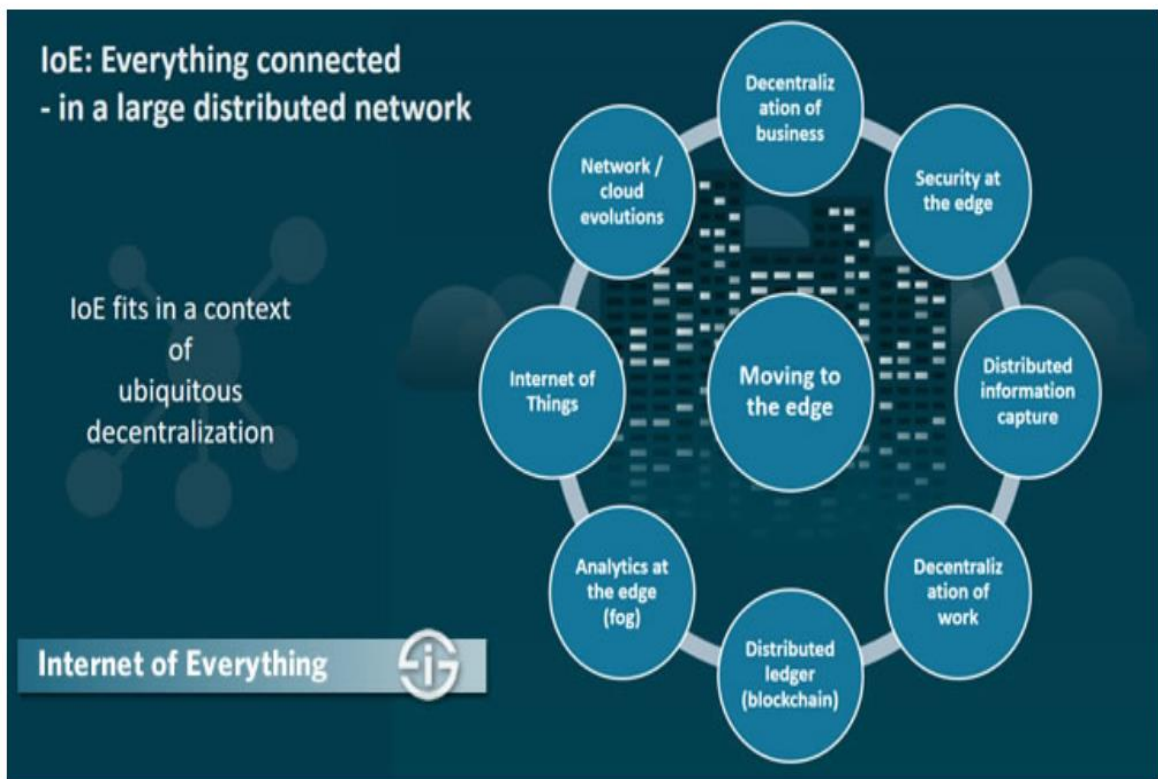 IoE: Everything connected
- in a large distributed network
IoE fits in a context
of
ubiquitous
decentralization
Internet of Everything
Decentraliz
ation of
business
Security at
the edge
Distributed
information
capture
Decentraliz
ation of
work
Distributed
ledger
(blockchain)
Analytics at
the edge
(fog)
Internet of
Things
Network /
cloud
evolutions
Moving to
the edge